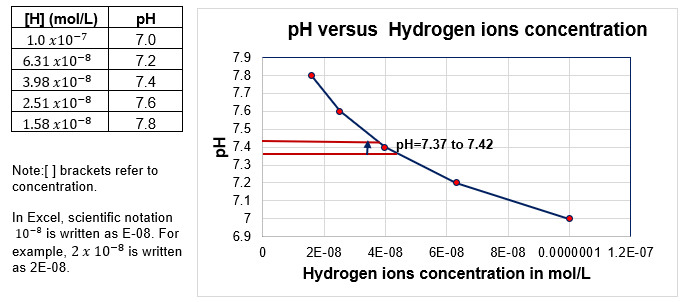 [H] (mol/L) pH
1.0 x10⁻⁷ 7.0
6.31 x10⁻⁸ 7.2
3.98 x10⁻⁸ 7.4
2.51 x10⁻⁸ 7.6
1.58 x10⁻⁸ 7.8
Note:[ ] brackets refer to
concentration.
In Excel, scientific notation
10⁻⁸ is written as E-08. For
example, 2 x 10⁻⁸ is written
as 2E-08.
pH versus Hydrogen ions concentration
7.9
7.8
7.7
7.6
7.5
7.4
7.3
7.2
7.1
7
6.9
pH
pH=7.37 to 7.42
0 2E-08 4E-08 6E-08 8E-08 0.0000001 1.2E-07
Hydrogen ions concentration in mol/L